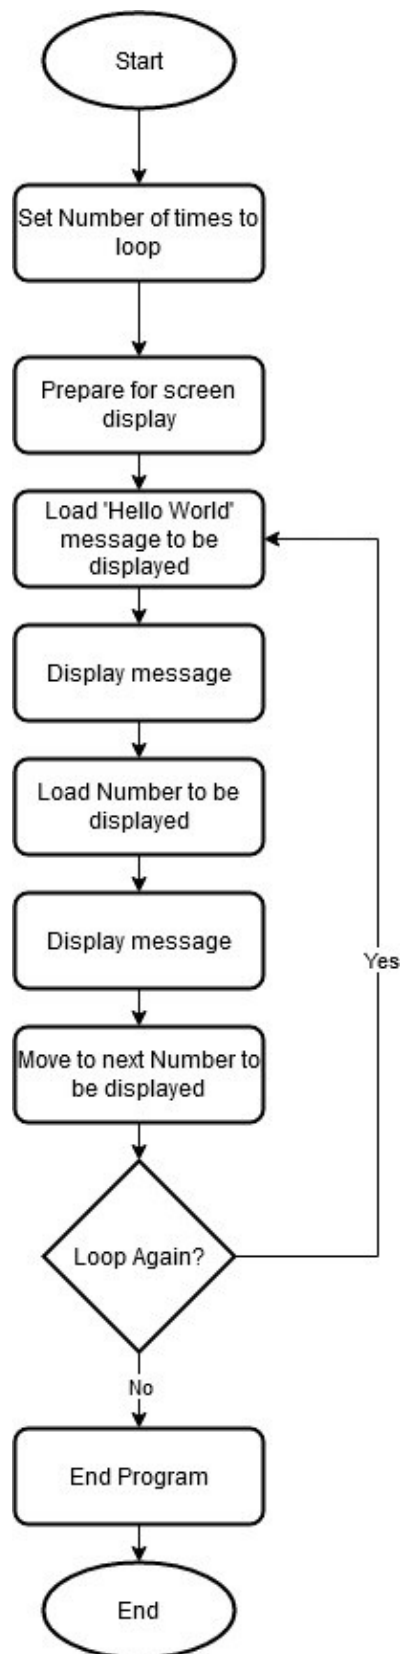 Start
Set Number of times to
loop
Prepare for screen
display
Load 'Hello World'
message to be
displayed
Display message
Load Number to be
displayed
Display message
Yes
Move to next Number to
be displayed
Loop Again?
No
End Program
End